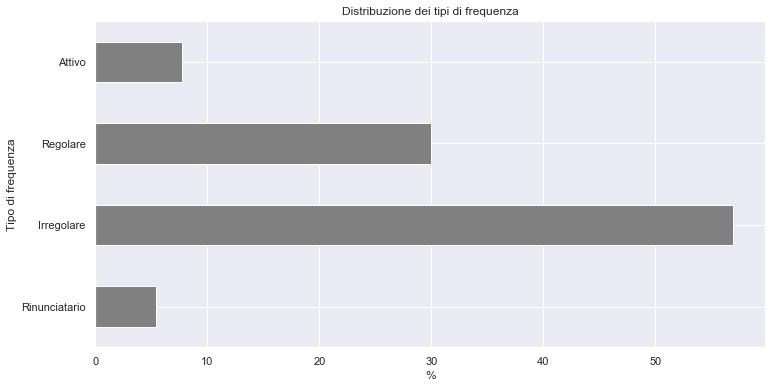 Distribuzione dei tipi di frequenza
Tipo di frequenza
Attivo
Regolare
Irregolare
Rinunciatario
0 10 20 30 40 50
%